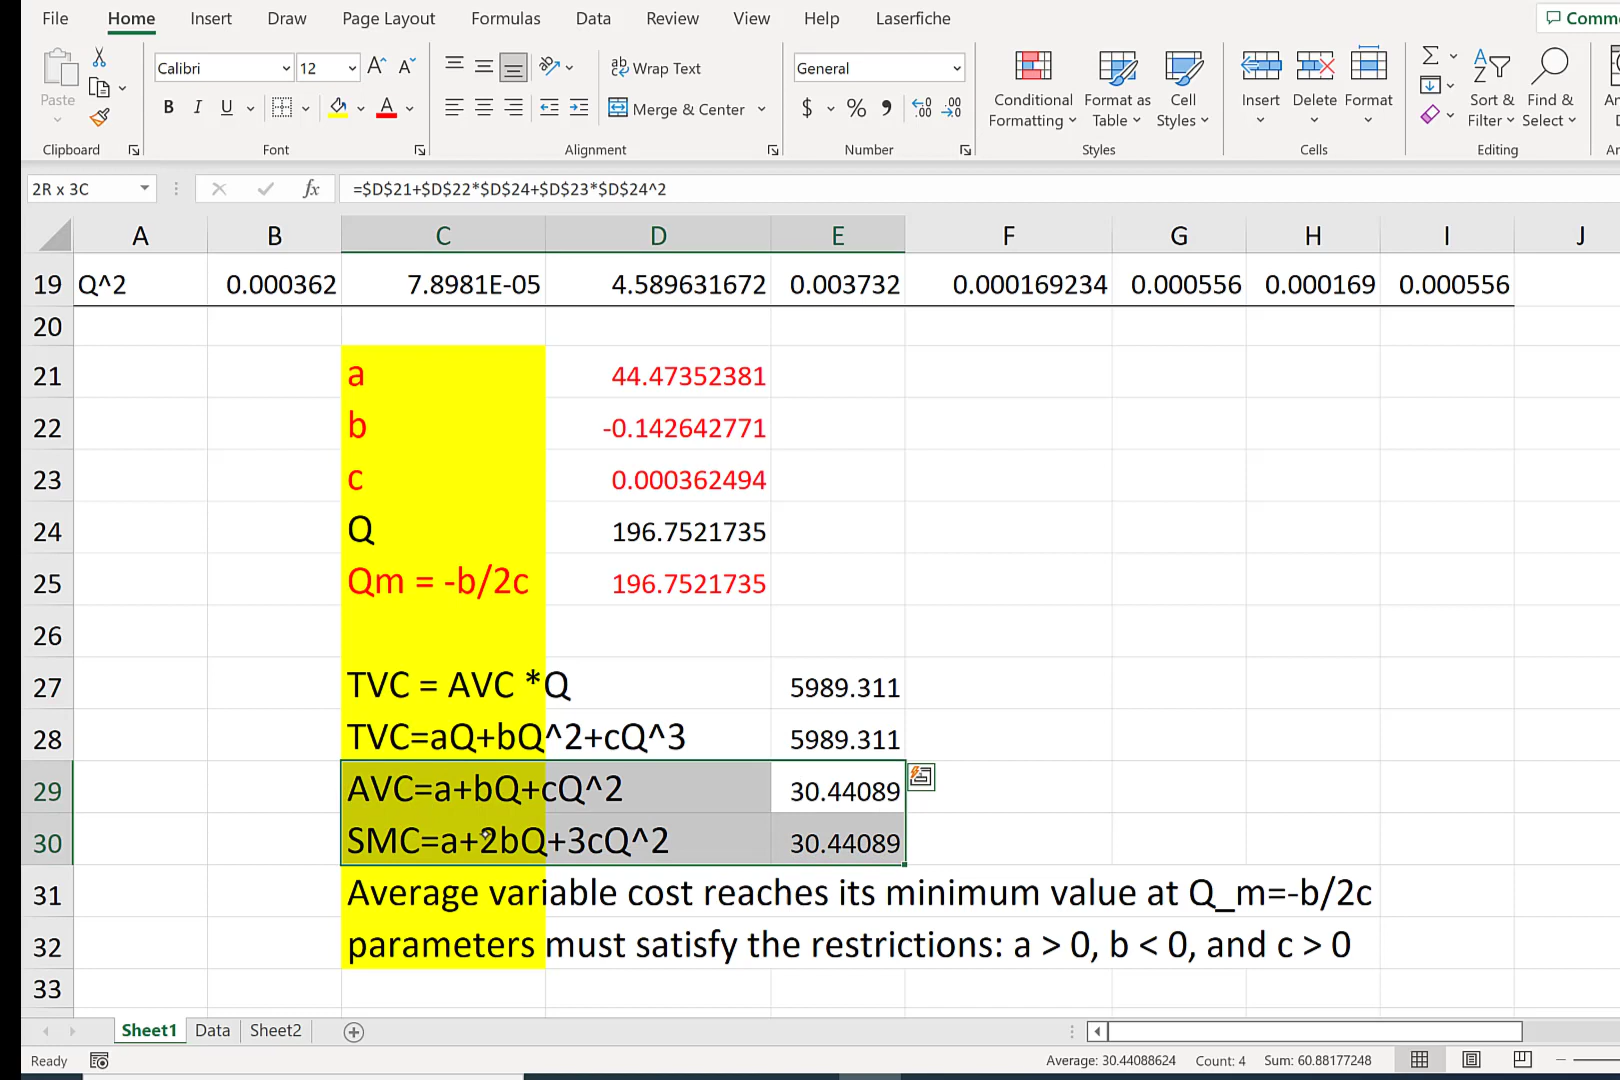 File Home Insert Draw Page Layout Formulas Data Review View Help Laserfiche
Paste
Calibri 12
B I U
Wrap Text
Merge & Center
General
$ % 9
Conditional Formatting
Format as Table
Cell Styles
Insert Delete Format
Sort & Filter
Find & Select
Clipboard Font Alignment Number Styles Cells Editing
2R x 3C fx =$D$21+$D$22*$D$24+$D$23*$D$24^2
A B C D E F G H I J
19 Q^2 0.000362 7.8981E-05 4.589631672 0.003732 0.000169234 0.000556 0.000169 0.000556
20
21 a 44.47352381
22 b -0.142642771
23 c 0.000362494
24 Q 196.7521735
25 Qm = -b/2c 196.7521735
26
27 TVC = AVC *Q 5989.311
28 TVC=aQ+bQ^2+cQ^3 5989.311
29 AVC=a+bQ+cQ^2 30.44089
30 SMC=a+2bQ+3cQ^2 30.44089
31 Average variable cost reaches its minimum value at Q_m=-b/2c
32 parameters must satisfy the restrictions: a > 0, b < 0, and c > 0
33
Sheet1 Data Sheet2
Ready Average: 30.44088624 Count: 4 Sum: 60.88177248